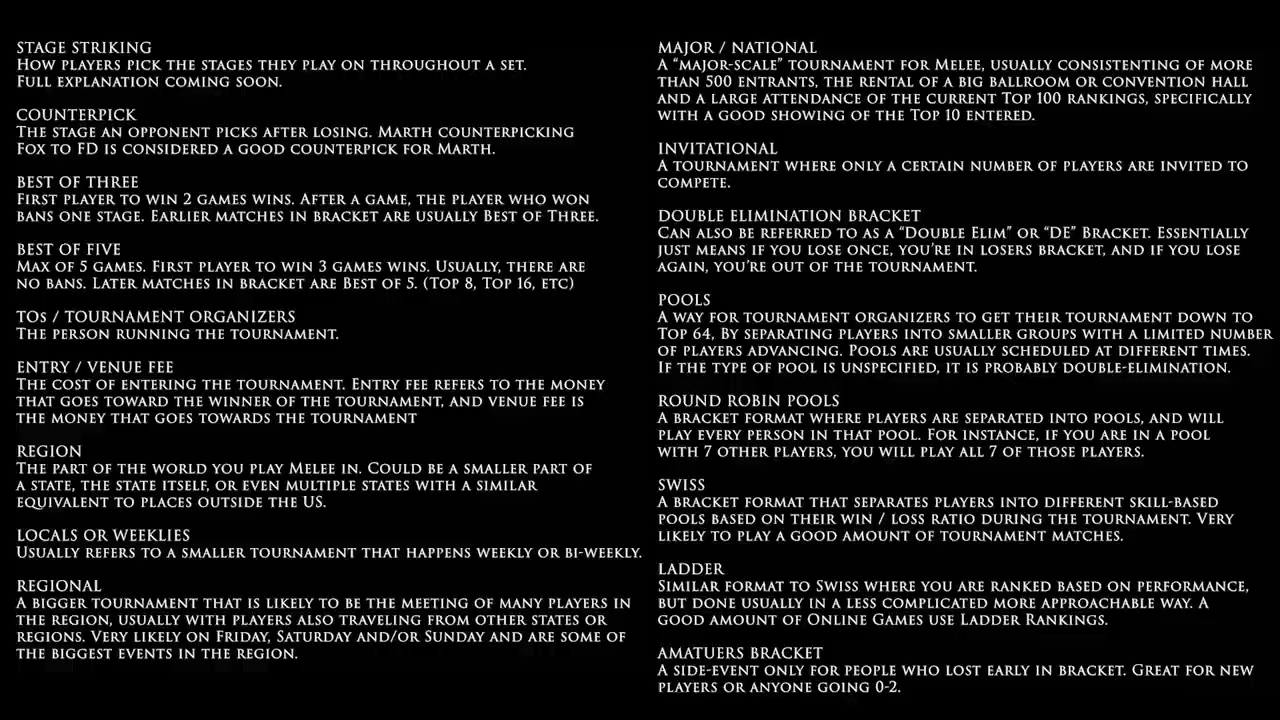 STAGE STRIKING
HOW PLAYERS PICK THE STAGES THEY PLAY ON THROUGHOUT A SET.
FULL EXPLANATION COMING SOON.
COUNTERPICK
THE STAGE AN OPPONENT PICKS AFTER LOSING. MARTH COUNTERPICKING
FOX TO FD IS CONSIDERED A GOOD COUNTERPICK FOR MARTH.
BEST OF THREE
FIRST PLAYER TO WIN 2 GAMES WINS. AFTER A GAME, THE PLAYER WHO WON
BANS ONE STAGE. EARLIER MATCHES IN BRACKET ARE USUALLY BEST OF THREE.
BEST OF FIVE
MAX OF 5 GAMES. FIRST PLAYER TO WIN 3 GAMES WINS. USUALLY, THERE ARE
NO BANS. LATER MATCHES IN BRACKET ARE BEST OF 5. (TOP 8, TOP 16, ETC)
TOS / TOURNAMENT ORGANIZERS
THE PERSON RUNNING THE TOURNAMENT.
ENTRY / VENUE FEE
THE COST OF ENTERING THE TOURNAMENT. ENTRY FEE REFERS TO THE MONEY
THAT GOES TOWARD THE WINNER OF THE TOURNAMENT, AND VENUE FEE IS
THE MONEY THAT GOES TOWARDS THE TOURNAMENT
REGION
THE PART OF THE WORLD YOU PLAY MELEE IN. COULD BE A SMALLER PART OF
A STATE, THE STATE ITSELF, OR EVEN MULTIPLE STATES WITH A SIMILAR
EQUIVALENT TO PLACES OUTSIDE THE US.
LOCALS OR WEEKLIES
USUALLY REFERS TO A SMALLER TOURNAMENT THAT HAPPENS WEEKLY OR BI-WEEKLY.
REGIONAL
A BIGGER TOURNAMENT THAT IS LIKELY TO BE THE MEETING OF MANY PLAYERS IN
THE REGION, USUALLY WITH PLAYERS ALSO TRAVELING FROM OTHER STATES OR
REGIONS. VERY LIKELY ON FRIDAY, SATURDAY AND/OR SUNDAY AND ARE SOME OF
THE BIGGEST EVENTS IN THE REGION.
MAJOR / NATIONAL
A “MAJOR-SCALE” TOURNAMENT FOR MELEE, USUALLY CONSISTENTING OF MORE
THAN 500 ENTRANTS, THE RENTAL OF A BIG BALLROOM OR CONVENTION HALL
AND A LARGE ATTENDANCE OF THE CURRENT TOP 100 RANKINGS, SPECIFICALLY
WITH A GOOD SHOWING OF THE TOP 10 ENTERED.
INVITATIONAL
A TOURNAMENT WHERE ONLY A CERTAIN NUMBER OF PLAYERS ARE INVITED TO
COMPETE.
DOUBLE ELIMINATION BRACKET
CAN ALSO BE REFERRED TO AS A “DOUBLE ELIM” OR “DE” BRACKET. ESSENTIALLY
JUST MEANS IF YOU LOSE ONCE, YOU’RE IN LOSERS BRACKET, AND IF YOU LOSE
AGAIN, YOU’RE OUT OF THE TOURNAMENT.
POOLS
A WAY FOR TOURNAMENT ORGANIZERS TO GET THEIR TOURNAMENT DOWN TO
TOP 64, BY SEPARATING PLAYERS INTO SMALLER GROUPS WITH A LIMITED NUMBER
OF PLAYERS ADVANCING. POOLS ARE USUALLY SCHEDULED AT DIFFERENT TIMES.
IF THE TYPE OF POOL IS UNSPECIFIED, IT IS PROBABLY DOUBLE-ELIMINATION.
ROUND ROBIN POOLS
A BRACKET FORMAT WHERE PLAYERS ARE SEPARATED INTO POOLS, AND WILL
PLAY EVERY PERSON IN THAT POOL. FOR INSTANCE, IF YOU ARE IN A POOL
WITH 7 OTHER PLAYERS, YOU WILL PLAY ALL 7 OF THOSE PLAYERS.
SWISS
A BRACKET FORMAT THAT SEPARATES PLAYERS INTO DIFFERENT SKILL-BASED
POOLS BASED ON THEIR WIN / LOSS RATIO DURING THE TOURNAMENT. VERY
LIKELY TO PLAY A GOOD AMOUNT OF TOURNAMENT MATCHES.
LADDER
SIMILAR FORMAT TO SWISS WHERE YOU ARE RANKED BASED ON PERFORMANCE,
BUT DONE USUALLY IN A LESS COMPLICATED MORE APPROACHABLE WAY. A
GOOD AMOUNT OF ONLINE GAMES USE LADDER RANKINGS.
AMATUERS BRACKET
A SIDE-EVENT ONLY FOR PEOPLE WHO LOST EARLY IN BRACKET. GREAT FOR NEW
PLAYERS OR ANYONE GOING 0-2.